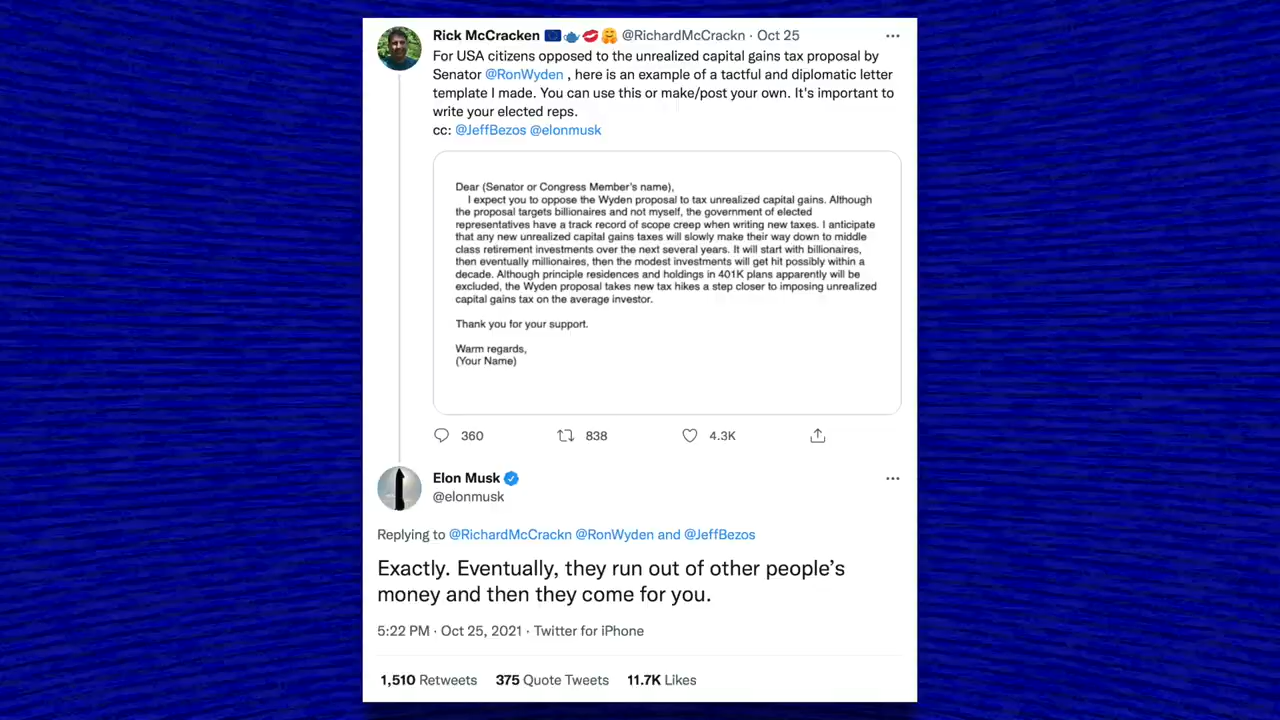 Rick McCracken 🇪🇺🫖💋🤗 @RichardMcCrackn · Oct 25
For USA citizens opposed to the unrealized capital gains tax proposal by
Senator @RonWyden , here is an example of a tactful and diplomatic letter
template I made. You can use this or make/post your own. It's important to
write your elected reps.
cc: @JeffBezos @elonmusk
Dear (Senator or Congress Member's name),
I expect you to oppose the Wyden proposal to tax unrealized capital gains. Although
the proposal targets billionaires and not myself, the government of elected
representatives have a track record of scope creep when writing new taxes. I anticipate
that any new unrealized capital gains taxes will slowly make their way down to middle
class retirement investments over the next several years. It will start with billionaires,
then eventually millionaires, then the modest investments will get hit possibly within a
decade. Although principle residences and holdings in 401K plans apparently will be
excluded, the Wyden proposal takes new tax hikes a step closer to imposing unrealized
capital gains tax on the average investor.
Thank you for your support.
Warm regards,
(Your Name)
360 838 4.3K
Elon Musk
@elonmusk
Replying to @RichardMcCrackn @RonWyden and @JeffBezos
Exactly. Eventually, they run out of other people's
money and then they come for you.
5:22 PM · Oct 25, 2021 · Twitter for iPhone
1,510 Retweets 375 Quote Tweets 11.7K Likes